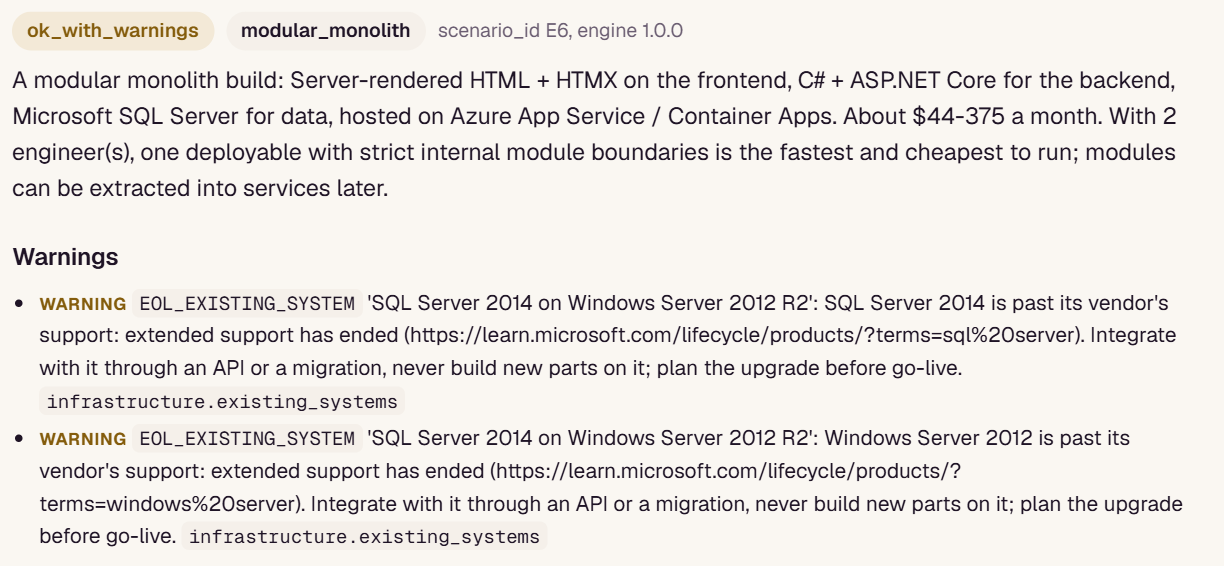 ok_with_warnings modular_monolith scenario_id E6, engine 1.0.0
A modular monolith build: Server-rendered HTML + HTMX on the frontend, C# + ASP.NET Core for the backend,
Microsoft SQL Server for data, hosted on Azure App Service / Container Apps. About $44-375 a month. With 2
engineer(s), one deployable with strict internal module boundaries is the fastest and cheapest to run; modules
can be extracted into services later.
Warnings
• WARNING EOL_EXISTING_SYSTEM 'SQL Server 2014 on Windows Server 2012 R2': SQL Server 2014 is past its vendor's
support: extended support has ended (https://learn.microsoft.com/lifecycle/products/?terms=sql%20server). Integrate
with it through an API or a migration, never build new parts on it; plan the upgrade before go-live.
infrastructure.existing_systems
• WARNING EOL_EXISTING_SYSTEM 'SQL Server 2014 on Windows Server 2012 R2': Windows Server 2012 is past its
vendor's support: extended support has ended (https://learn.microsoft.com/lifecycle/products/?
terms=windows%20server). Integrate with it through an API or a migration, never build new parts on it; plan the upgrade
before go-live. infrastructure.existing_systems